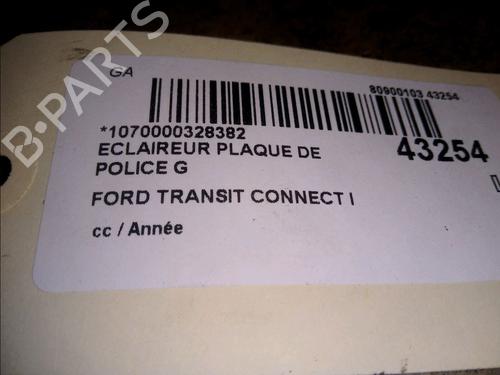 GA
80900103 43254
*1070000328382
43254
ECLAIREUR PLAQUE DE
POLICE G
FORD TRANSIT CONNECT I
cc / Année
B-PARTS